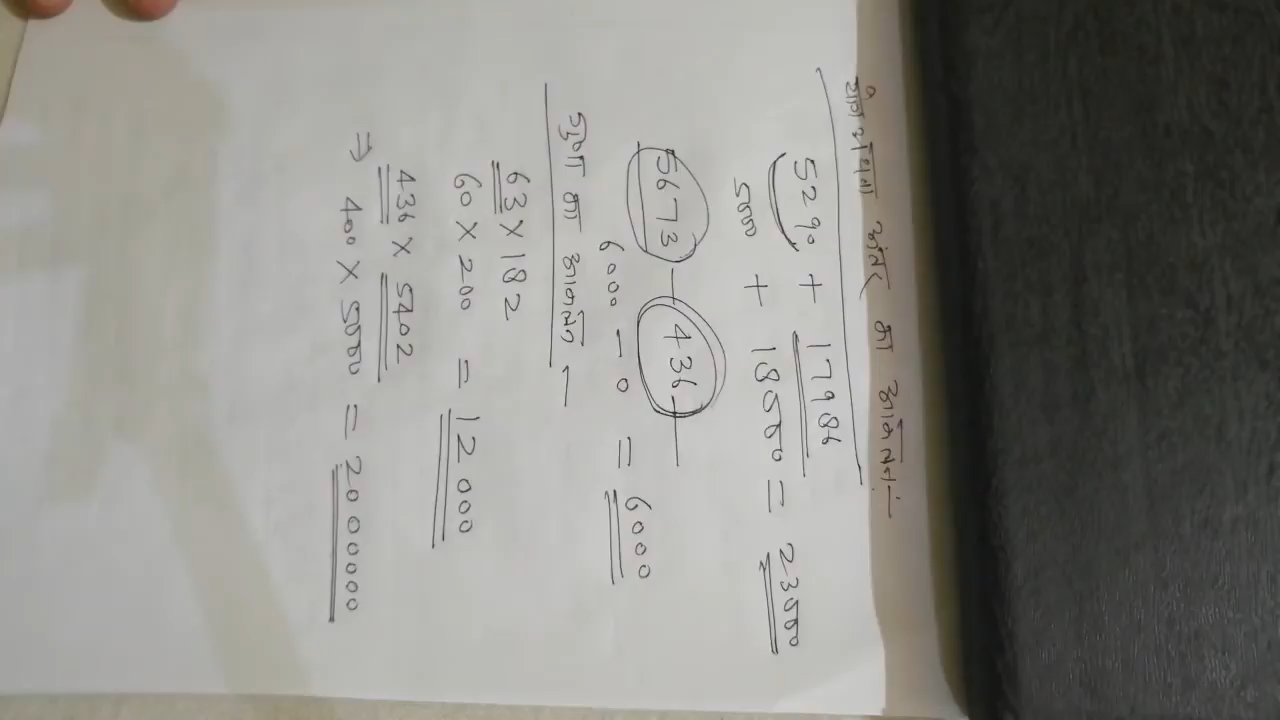 योग अथवा अंतर का आकलन:—
5290 + 17986
5000 + 18000 = 23000
5673 — 436
6000 — 0 = 6000
गुणा का आकलन —
63 × 182
60 × 200 = 12000
436 × 5402
⇒ 400 × 5000 = 2000000